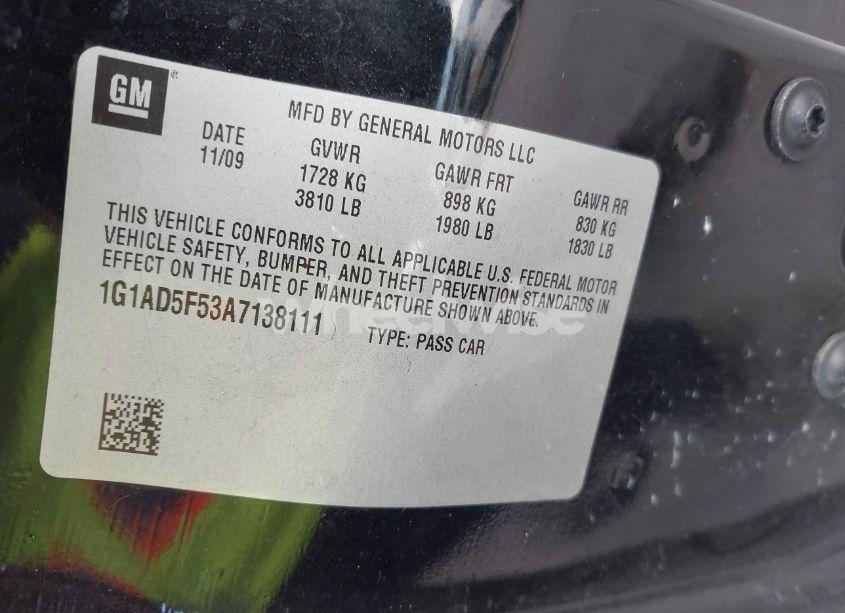 GM
MFD BY GENERAL MOTORS LLC
DATE GVWR GAWR FRT GAWR RR
11/09 1728 KG 898 KG 830 KG
3810 LB 1980 LB 1830 LB
THIS VEHICLE CONFORMS TO ALL APPLICABLE U.S. FEDERAL MOTOR
VEHICLE SAFETY, BUMPER, AND THEFT PREVENTION STANDARDS IN
EFFECT ON THE DATE OF MANUFACTURE SHOWN ABOVE.
1G1AD5F53A7138111 TYPE: PASS CAR